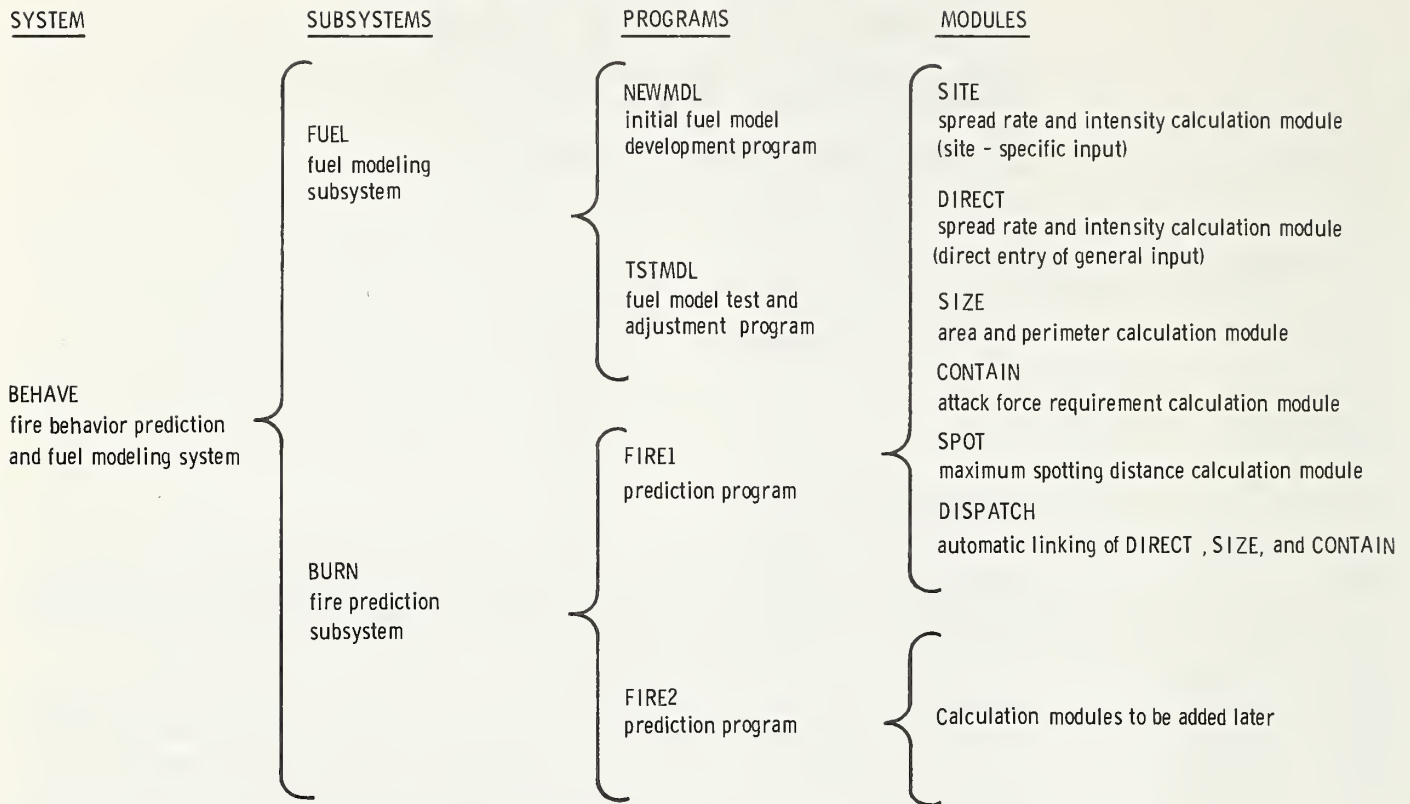 SYSTEM
SUBSYSTEMS
PROGRAMS
MODULES
BEHAVE
fire behavior prediction
and fuel modeling system
FUEL
fuel modeling
subsystem
BURN
fire prediction
subsystem
NEWMDL
initial fuel model
development program
TSTMDL
fuel model test and
adjustment program
FIRE1
prediction program
FIRE2
prediction program
SITE
spread rate and intensity calculation module
(site - specific input)
DIRECT
spread rate and intensity calculation module
(direct entry of general input)
SIZE
area and perimeter calculation module
CONTAIN
attack force requirement calculation module
SPOT
maximum spotting distance calculation module
DISPATCH
automatic linking of DIRECT , SIZE, and CONTAIN
Calculation modules to be added later